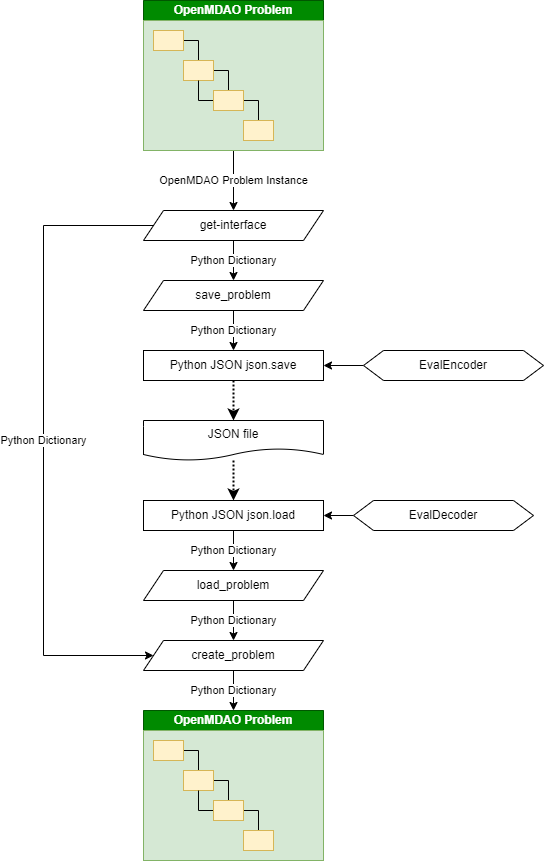 OpenMDAO Problem
OpenMDAO Problem Instance
get-interface
Python Dictionary
save_problem
Python Dictionary
Python JSON json.save
EvalEncoder
JSON file
Python Dictionary
Python JSON json.load
EvalDecoder
Python Dictionary
load_problem
Python Dictionary
create_problem
Python Dictionary
OpenMDAO Problem